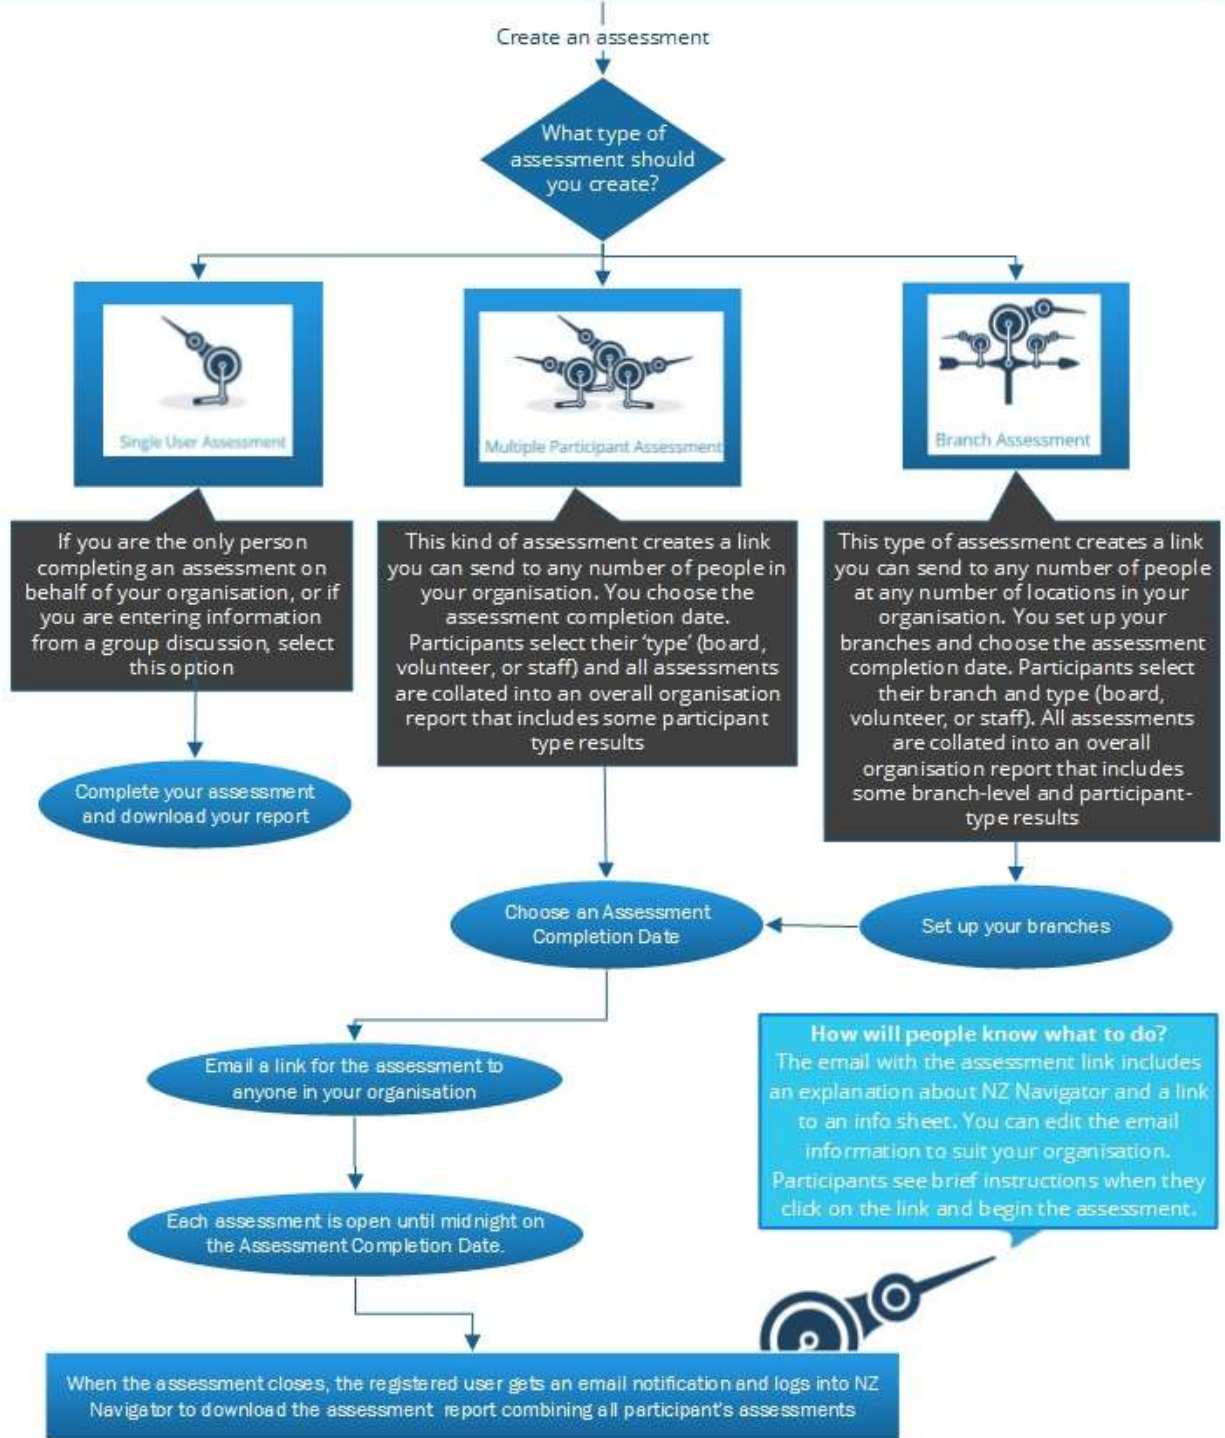 Create an assessment
What type of
assessment should
you create?
Single User Assessment
Multiple Participant Assessment
Branch Assessment
If you are the only person
completing an assessment on
behalf of your organisation, or if
you are entering information
from a group discussion, select
this option
This kind of assessment creates a link
you can send to any number of people in
your organisation. You choose the
assessment completion date.
Participants select their ‘type’ (board,
volunteer, or staff) and all assessments
are collated into an overall organisation
report that includes some participant
type results
This type of assessment creates a link
you can send to any number of people
at any number of locations in your
organisation. You set up your
branches and choose the assessment
completion date. Participants select
their branch and type (board,
volunteer, or staff). All assessments
are collated into an overall
organisation report that includes
some branch-level and participant-
type results
Complete your assessment
and download your report
Choose an Assessment
Completion Date
Set up your branches
Email a link for the assessment to
anyone in your organisation
How will people know what to do?
The email with the assessment link includes
an explanation about NZ Navigator and a link
to an info sheet. You can edit the email
information to suit your organisation.
Participants see brief instructions when they
click on the link and begin the assessment.
Each assessment is open until midnight on
the Assessment Completion Date.
When the assessment closes, the registered user gets an email notification and logs into NZ
Navigator to download the assessment report combining all participant's assessments